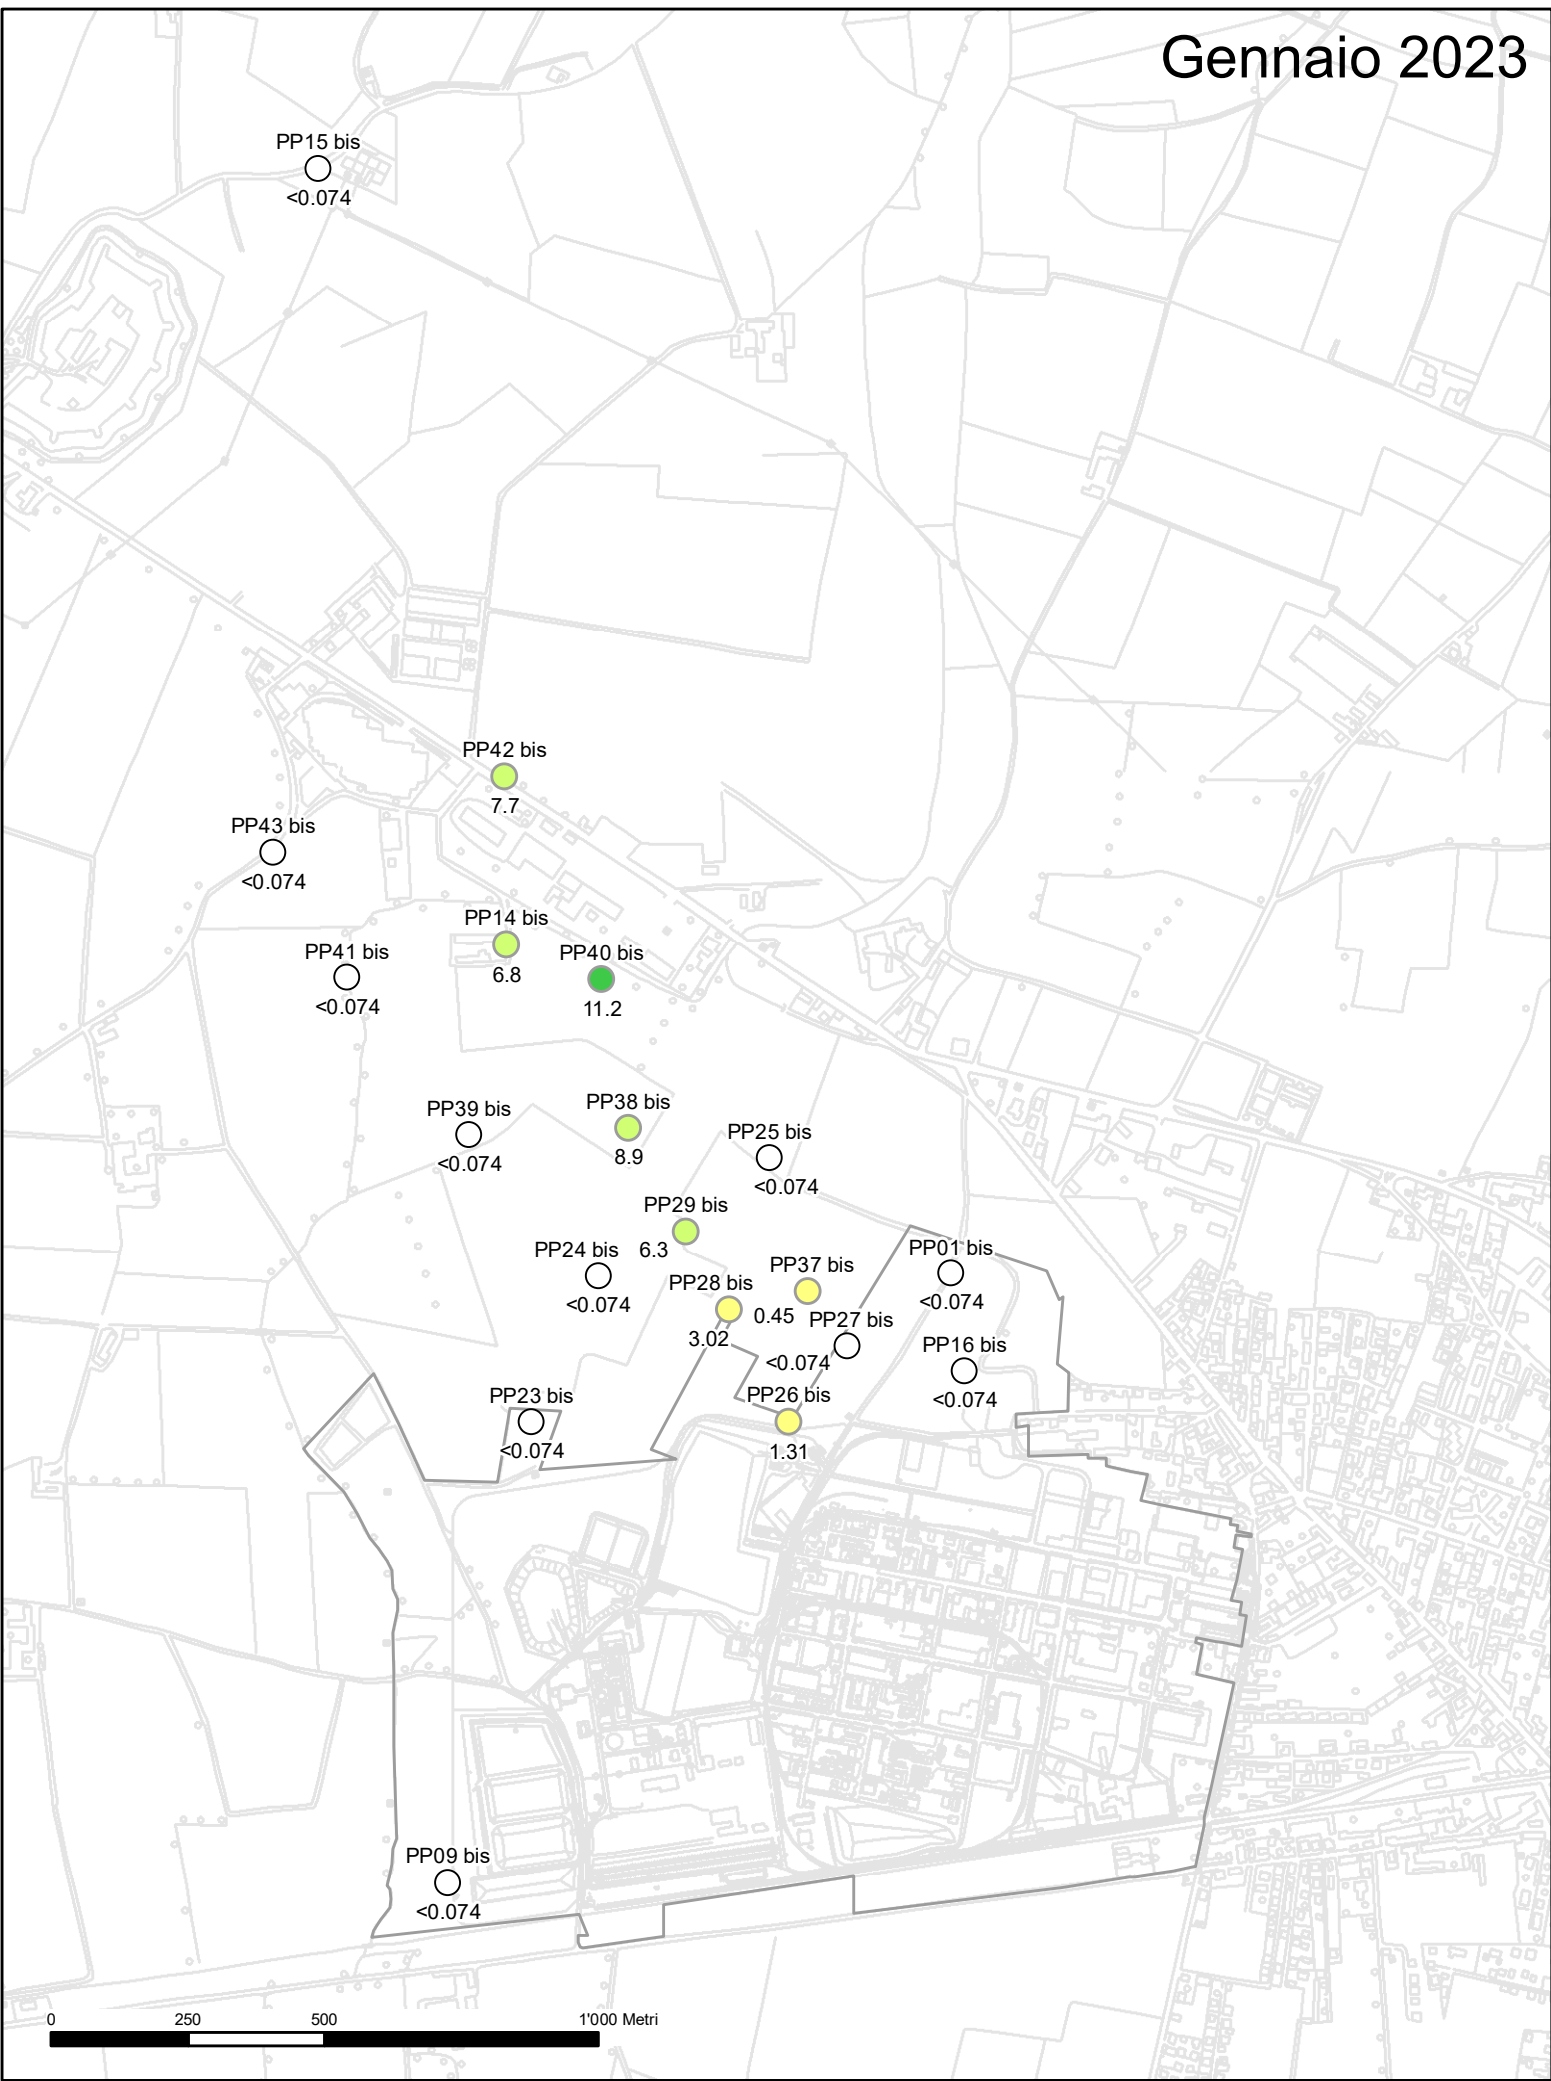 Gennaio 2023
PP15 bis
<0.074
PP42 bis
7.7
PP43 bis
<0.074
PP14 bis
6.8
PP41 bis
<0.074
PP40 bis
11.2
PP38 bis
8.9
PP39 bis
<0.074
PP25 bis
<0.074
PP29 bis
6.3
PP24 bis
<0.074
PP01 bis
<0.074
PP37 bis
0.45
PP28 bis
3.02
PP27 bis
<0.074
PP16 bis
<0.074
PP26 bis
1.31
PP23 bis
<0.074
PP09 bis
<0.074
0 250 500 1'000 Metri